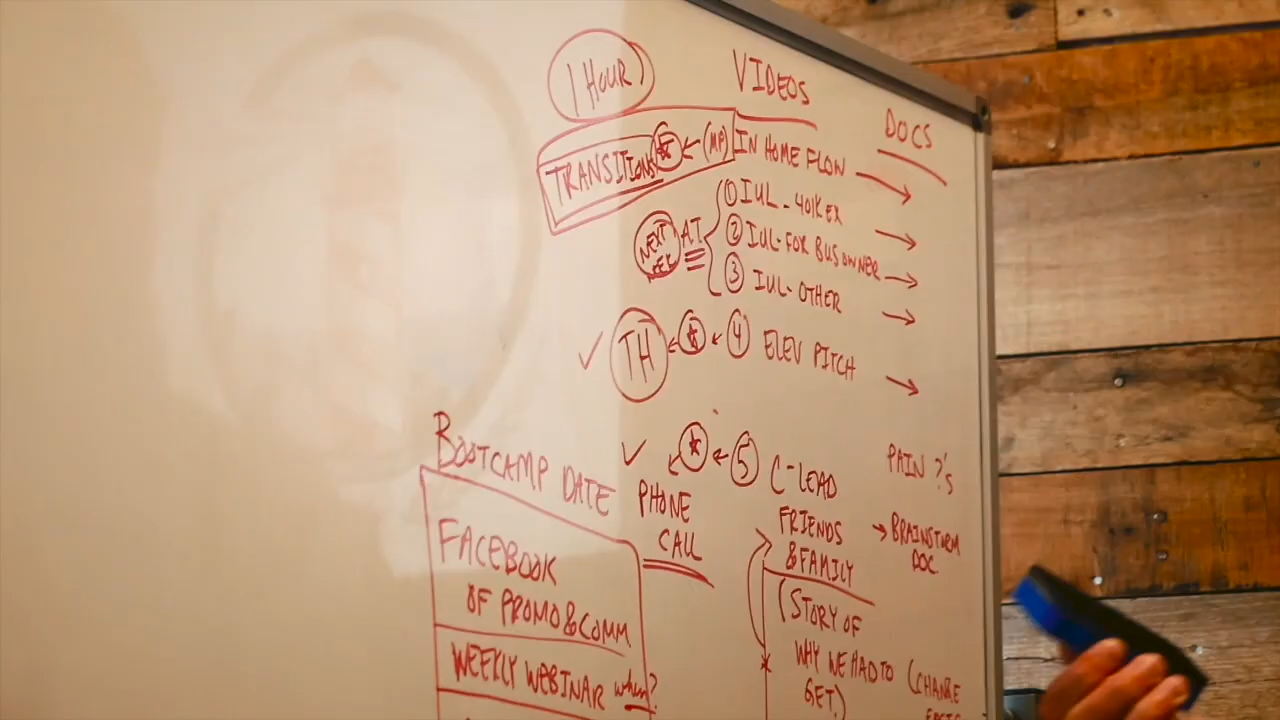 1 HOUR
VIDEOS
DOCS
TRANSITIONS ← (MP) IN HOME FLOW →
NEXT AT ① IUL - 401K EX →
② IUL - FOR BUS OWNER →
③ IUL - OTHER →
✓ TH ← ★ ← ④ ELEV PITCH →
✓ ★ ← ⑤ C-LEAD
PAIN ?'S
PHONE
CALL
FRIENDS
& FAMILY
→ BRAINSTORM
DOC
(STORY OF
WHY WE HAD TO
GET)
(CHANGE
BOOTCAMP DATE
FACEBOOK
OF PROMO & COMM
WEEKLY WEBINAR when?